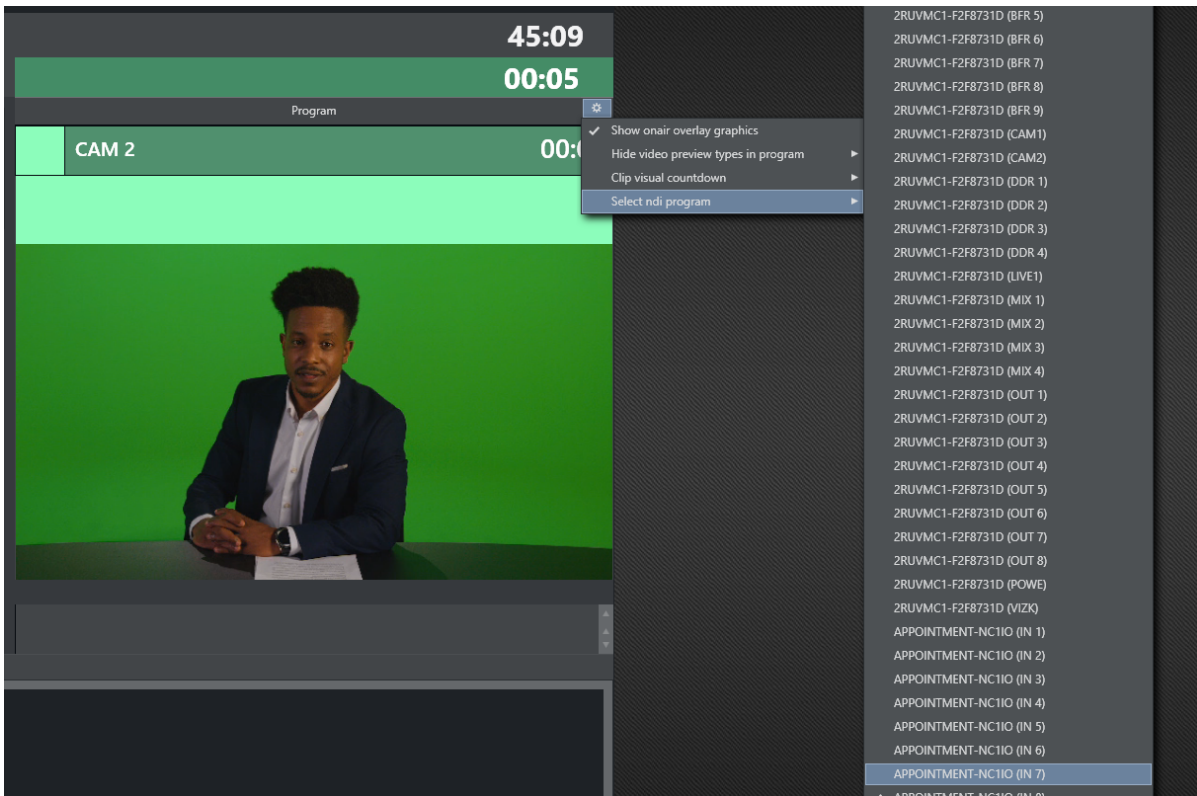 45:09
00:05
Program
CAM 2
00:0
Show onair overlay graphics
Hide video preview types in program
Clip visual countdown
Select ndi program
2RUVMC1-F2F8731D (BFR 5)
2RUVMC1-F2F8731D (BFR 6)
2RUVMC1-F2F8731D (BFR 7)
2RUVMC1-F2F8731D (BFR 8)
2RUVMC1-F2F8731D (BFR 9)
2RUVMC1-F2F8731D (CAM1)
2RUVMC1-F2F8731D (CAM2)
2RUVMC1-F2F8731D (DDR 1)
2RUVMC1-F2F8731D (DDR 2)
2RUVMC1-F2F8731D (DDR 3)
2RUVMC1-F2F8731D (DDR 4)
2RUVMC1-F2F8731D (LIVE1)
2RUVMC1-F2F8731D (MIX 1)
2RUVMC1-F2F8731D (MIX 2)
2RUVMC1-F2F8731D (MIX 3)
2RUVMC1-F2F8731D (MIX 4)
2RUVMC1-F2F8731D (OUT 1)
2RUVMC1-F2F8731D (OUT 2)
2RUVMC1-F2F8731D (OUT 3)
2RUVMC1-F2F8731D (OUT 4)
2RUVMC1-F2F8731D (OUT 5)
2RUVMC1-F2F8731D (OUT 6)
2RUVMC1-F2F8731D (OUT 7)
2RUVMC1-F2F8731D (OUT 8)
2RUVMC1-F2F8731D (POWE)
2RUVMC1-F2F8731D (VIZK)
APPOINTMENT-NC1IO (IN 1)
APPOINTMENT-NC1IO (IN 2)
APPOINTMENT-NC1IO (IN 3)
APPOINTMENT-NC1IO (IN 4)
APPOINTMENT-NC1IO (IN 5)
APPOINTMENT-NC1IO (IN 6)
APPOINTMENT-NC1IO (IN 7)
APPOINTMENT-NC1IO (IN 8)